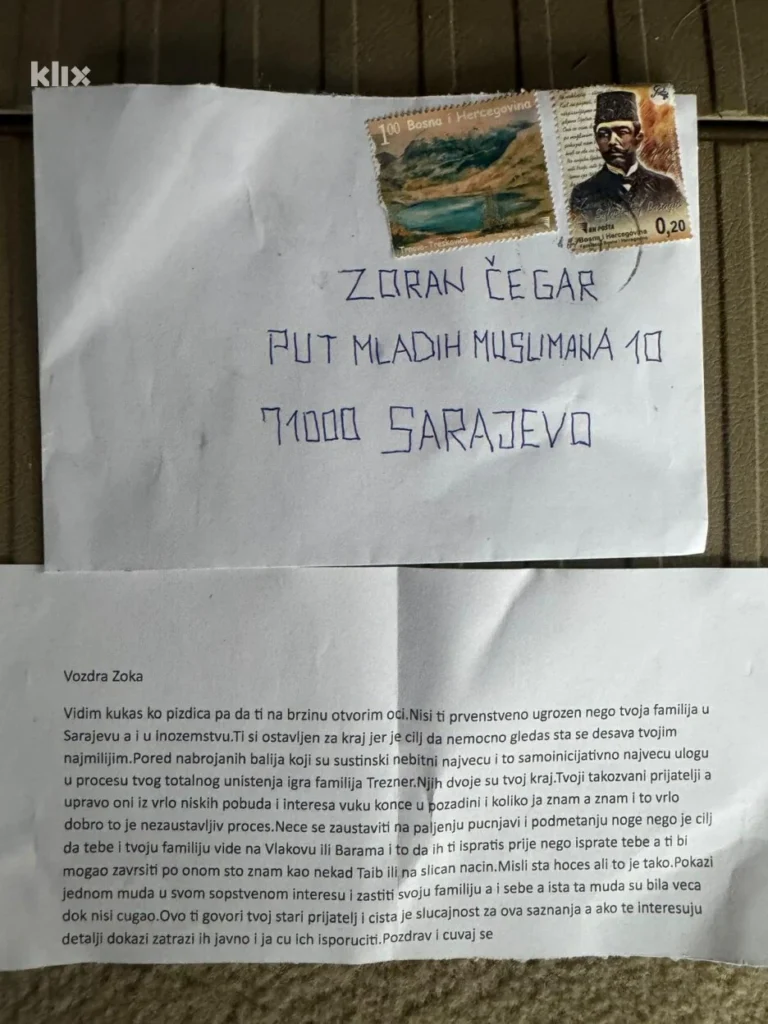 klix
1⁰⁰ Bosna i Hercegovina
BH POŠTA
Bosna i Hercegovina
0,20
ZORAN ČEGAR
PUT MLADIH MUSLIMANA 10
71000 SARAJEVO
Vozdra Zoka
Vidim kukas ko pizdica pa da ti na brzinu otvorim oci.Nisi ti prvenstveno ugrozen nego tvoja familija u
Sarajevu a i u inozemstvu.Ti si ostavljen za kraj jer je cilj da nemocno gledas sta se desava tvojim
najmilijim.Pored nabrojanih balija koji su sustinski nebitni najvecu i to samoinicijativno najvecu ulogu
u procesu tvog totalnog unistenja igra familija Trezner.Njih dvoje su tvoj kraj.Tvoji takozvani prijatelji a
upravo oni iz vrlo niskih pobuda i interesa vuku konce u pozadini i koliko ja znam a znam i to vrlo
dobro to je nezaustavljiv proces.Nece se zaustaviti na paljenju pucnjavi i podmetanju noge nego je cilj
da tebe i tvoju familiju vide na Vlakovu ili Barama i to da ih ti ispratis prije nego isprate tebe a ti bi
mogao zavrsiti po onom sto znam kao nekad Taib ili na slican nacin.Misli sta hoces ali to je tako.Pokazi
jednom muda u svom sopstvenom interesu i zastiti svoju familiju a i sebe a ista ta muda su bila veca
dok nisi cugao.Ovo ti govori tvoj stari prijatelj i cista je slucajnost za ova saznanja a ako te interesuju
detalji dokazi zatrazi ih javno i ja cu ich isporuciti.Pozdrav i cuvaj se